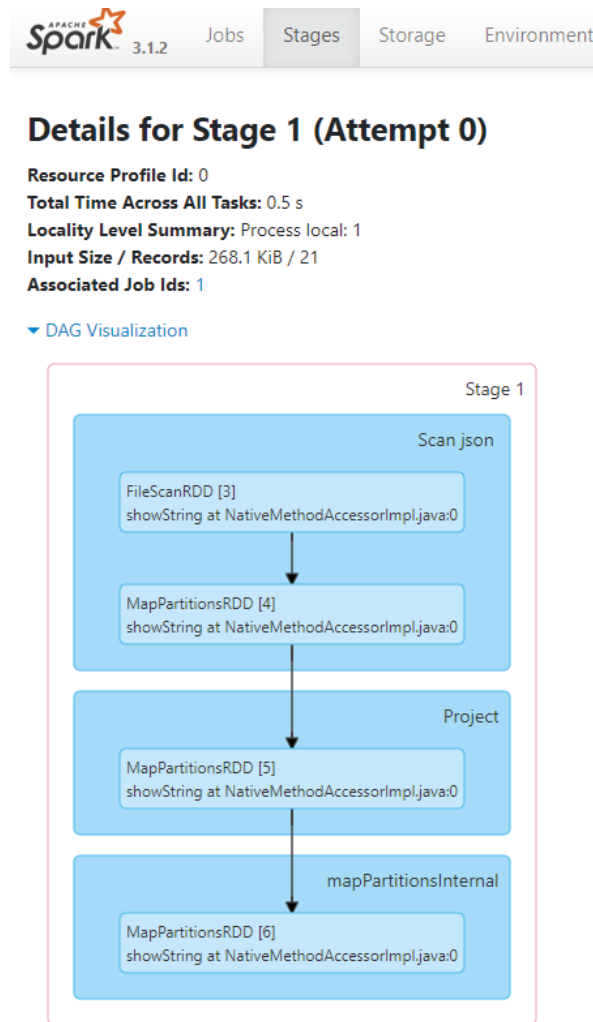 APACHE
Spark 3.1.2 Jobs Stages Storage Environment
Details for Stage 1 (Attempt 0)
Resource Profile Id: 0
Total Time Across All Tasks: 0.5 s
Locality Level Summary: Process local: 1
Input Size / Records: 268.1 KiB / 21
Associated Job Ids: 1
DAG Visualization
Stage 1
Scan json
FileScanRDD [3]
showString at NativeMethodAccessorImpl.java:0
MapPartitionsRDD [4]
showString at NativeMethodAccessorImpl.java:0
Project
MapPartitionsRDD [5]
showString at NativeMethodAccessorImpl.java:0
mapPartitionsInternal
MapPartitionsRDD [6]
showString at NativeMethodAccessorImpl.java:0